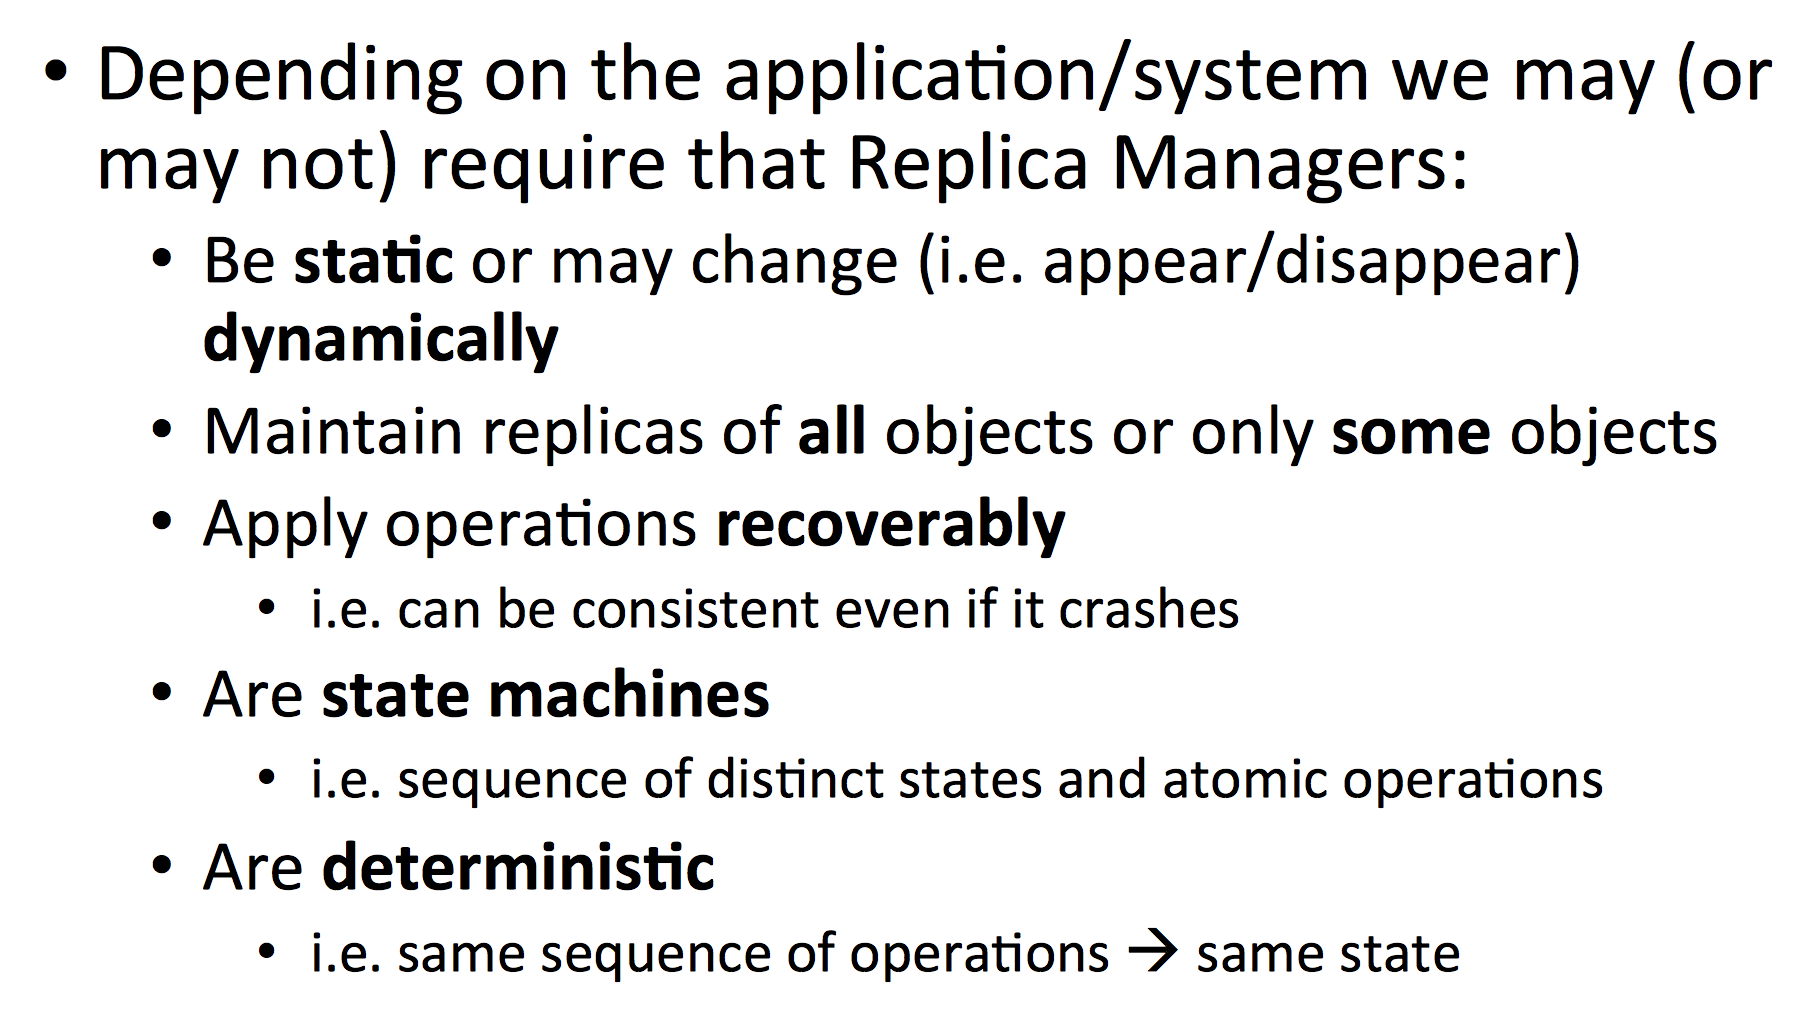 • Depending on the application/system we may (or
may not) require that Replica Managers:
• Be static or may change (i.e. appear/disappear)
dynamically
• Maintain replicas of all objects or only some objects
• Apply operations recoverably
• i.e. can be consistent even if it crashes
• Are state machines
• i.e. sequence of distinct states and atomic operations
• Are deterministic
• i.e. same sequence of operations → same state